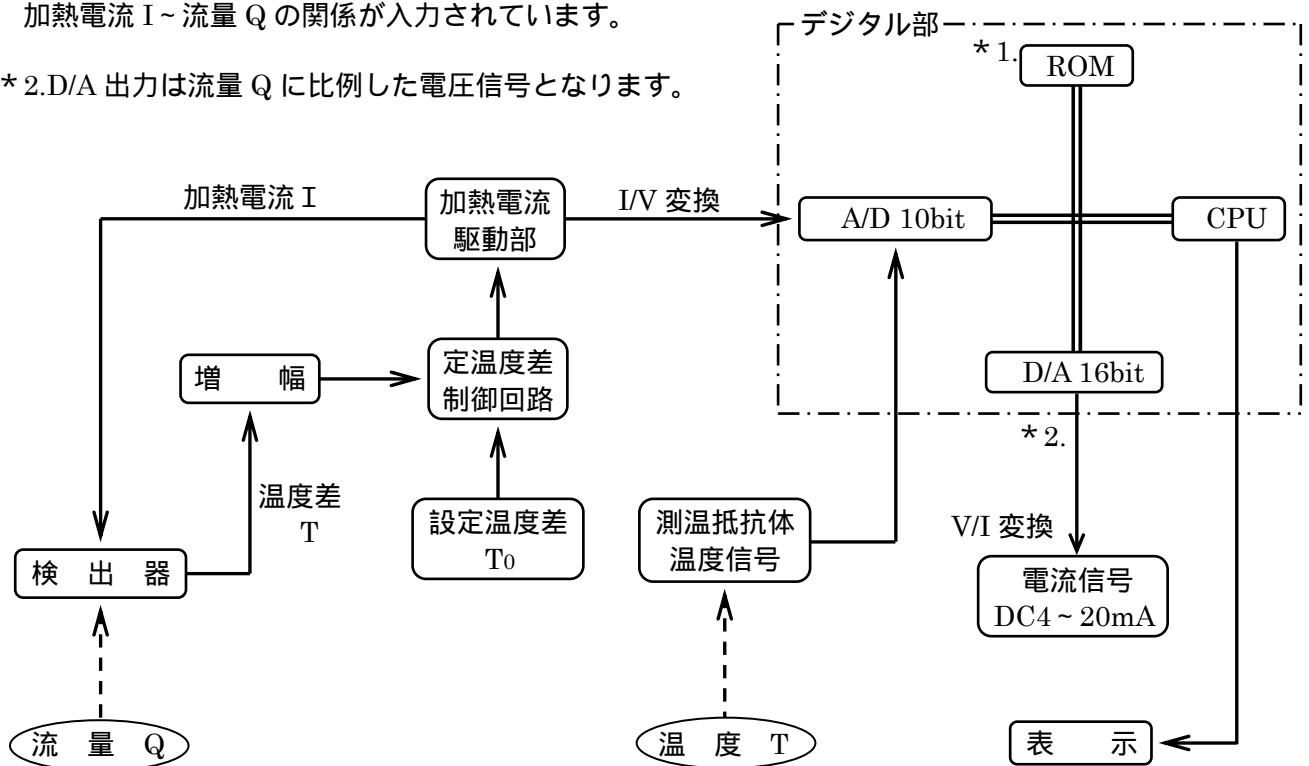 加熱電流 I ~ 流量 Q の関係が入力されています。
デジタル部
*1.
ROM
*2.D/A 出力は流量 Q に比例した電圧信号となります。
加熱電流 I
加熱電流
駆動部
I/V 変換
A/D 10bit
CPU
増 幅
定温度差
制御回路
D/A 16bit
*2.
温度差
T
設定温度差
T0
測温抵抗体
温度信号
V/I 変換
検 出 器
電流信号
DC4 ~ 20mA
流 量 Q
温 度 T
表 示